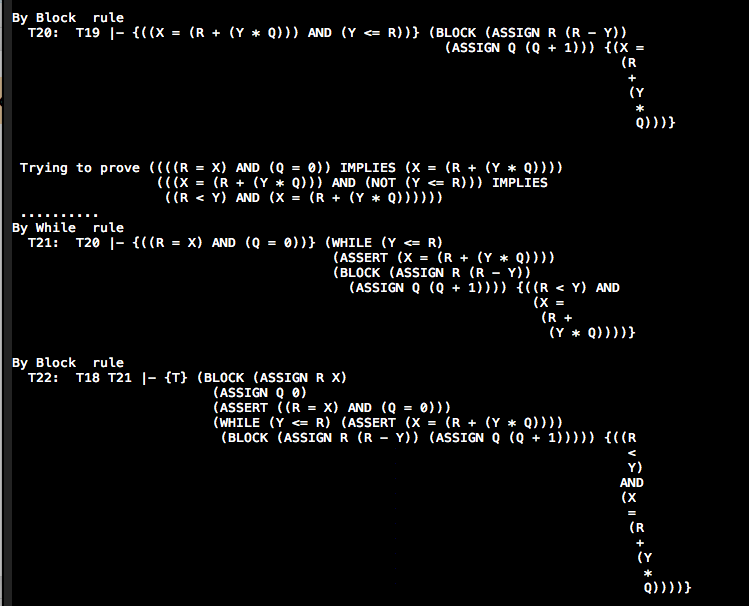 By Block  rule
  T20:  T19 |- {((X = (R + (Y * Q))) AND (Y <= R))} (BLOCK (ASSIGN R (R - Y))
                                                      (ASSIGN Q (Q + 1))) {(X =
                                                                            (R
                                                                             +
                                                                             (Y
                                                                              *
                                                                              Q)))}
 Trying to prove ((((R = X) AND (Q = 0)) IMPLIES (X = (R + (Y * Q))))
                  (((X = (R + (Y * Q))) AND (NOT (Y <= R))) IMPLIES
                   ((R < Y) AND (X = (R + (Y * Q))))))
 ..........
By While  rule
  T21:  T20 |- {((R = X) AND (Q = 0))} (WHILE (Y <= R)
                                        (ASSERT (X = (R + (Y * Q))))
                                        (BLOCK (ASSIGN R (R - Y))
                                          (ASSIGN Q (Q + 1)))) {((R < Y) AND
                                                                 (X =
                                                                  (R +
                                                                   (Y * Q))))}
By Block  rule
  T22:  T18 T21 |- {T} (BLOCK (ASSIGN R X)
                         (ASSIGN Q 0)
                         (ASSERT ((R = X) AND (Q = 0)))
                         (WHILE (Y <= R) (ASSERT (X = (R + (Y * Q))))
                          (BLOCK (ASSIGN R (R - Y)) (ASSIGN Q (Q + 1))))) {((R
                                                                             <
                                                                             Y)
                                                                            AND
                                                                            (X
                                                                             =
                                                                             (R
                                                                              +
                                                                              (Y
                                                                               *
                                                                               Q))))}